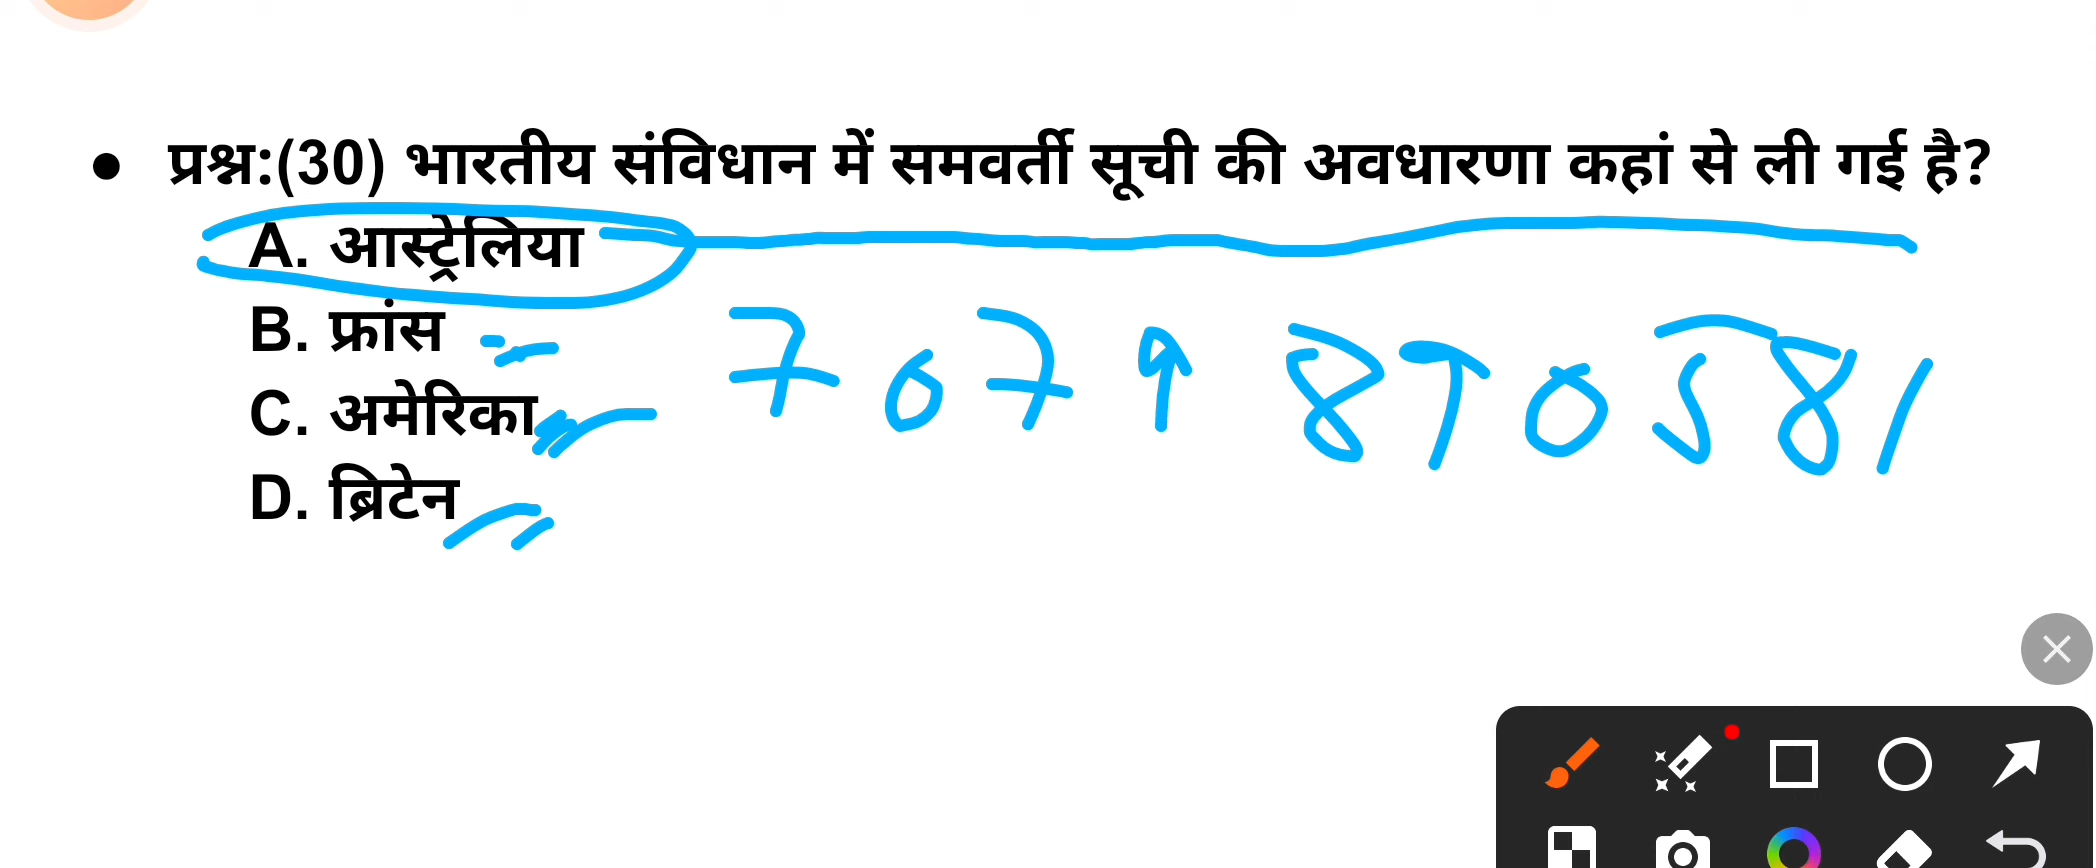 • प्रश्न:(30) भारतीय संविधान में समवर्ती सूची की अवधारणा कहां से ली गई है?
A. आस्ट्रेलिया
B. फ्रांस
C. अमेरिका
D. ब्रिटेन
7079870581